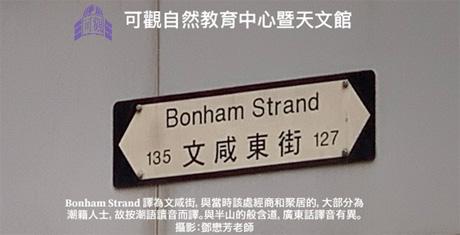 可觀自然教育中心暨天文館
Bonham Strand
135 文咸東街 127
Bonham Strand 譯為文咸街, 與當時該處經商和聚居的, 大部分為
潮籍人士, 故按潮語讀音而譯。與半山的般含道, 廣東話譯音有異。
攝影：鄧懋芳老師